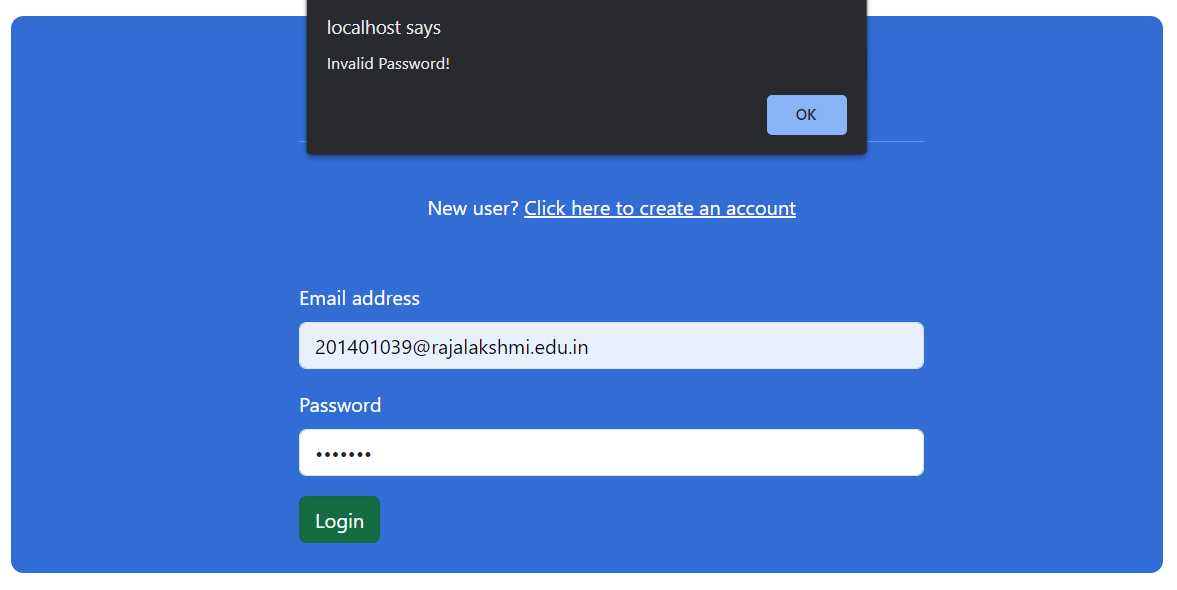 localhost says
Invalid Password!
OK
New user? Click here to create an account
Email address
201401039@rajalakshmi.edu.in
Password
•••••••
Login